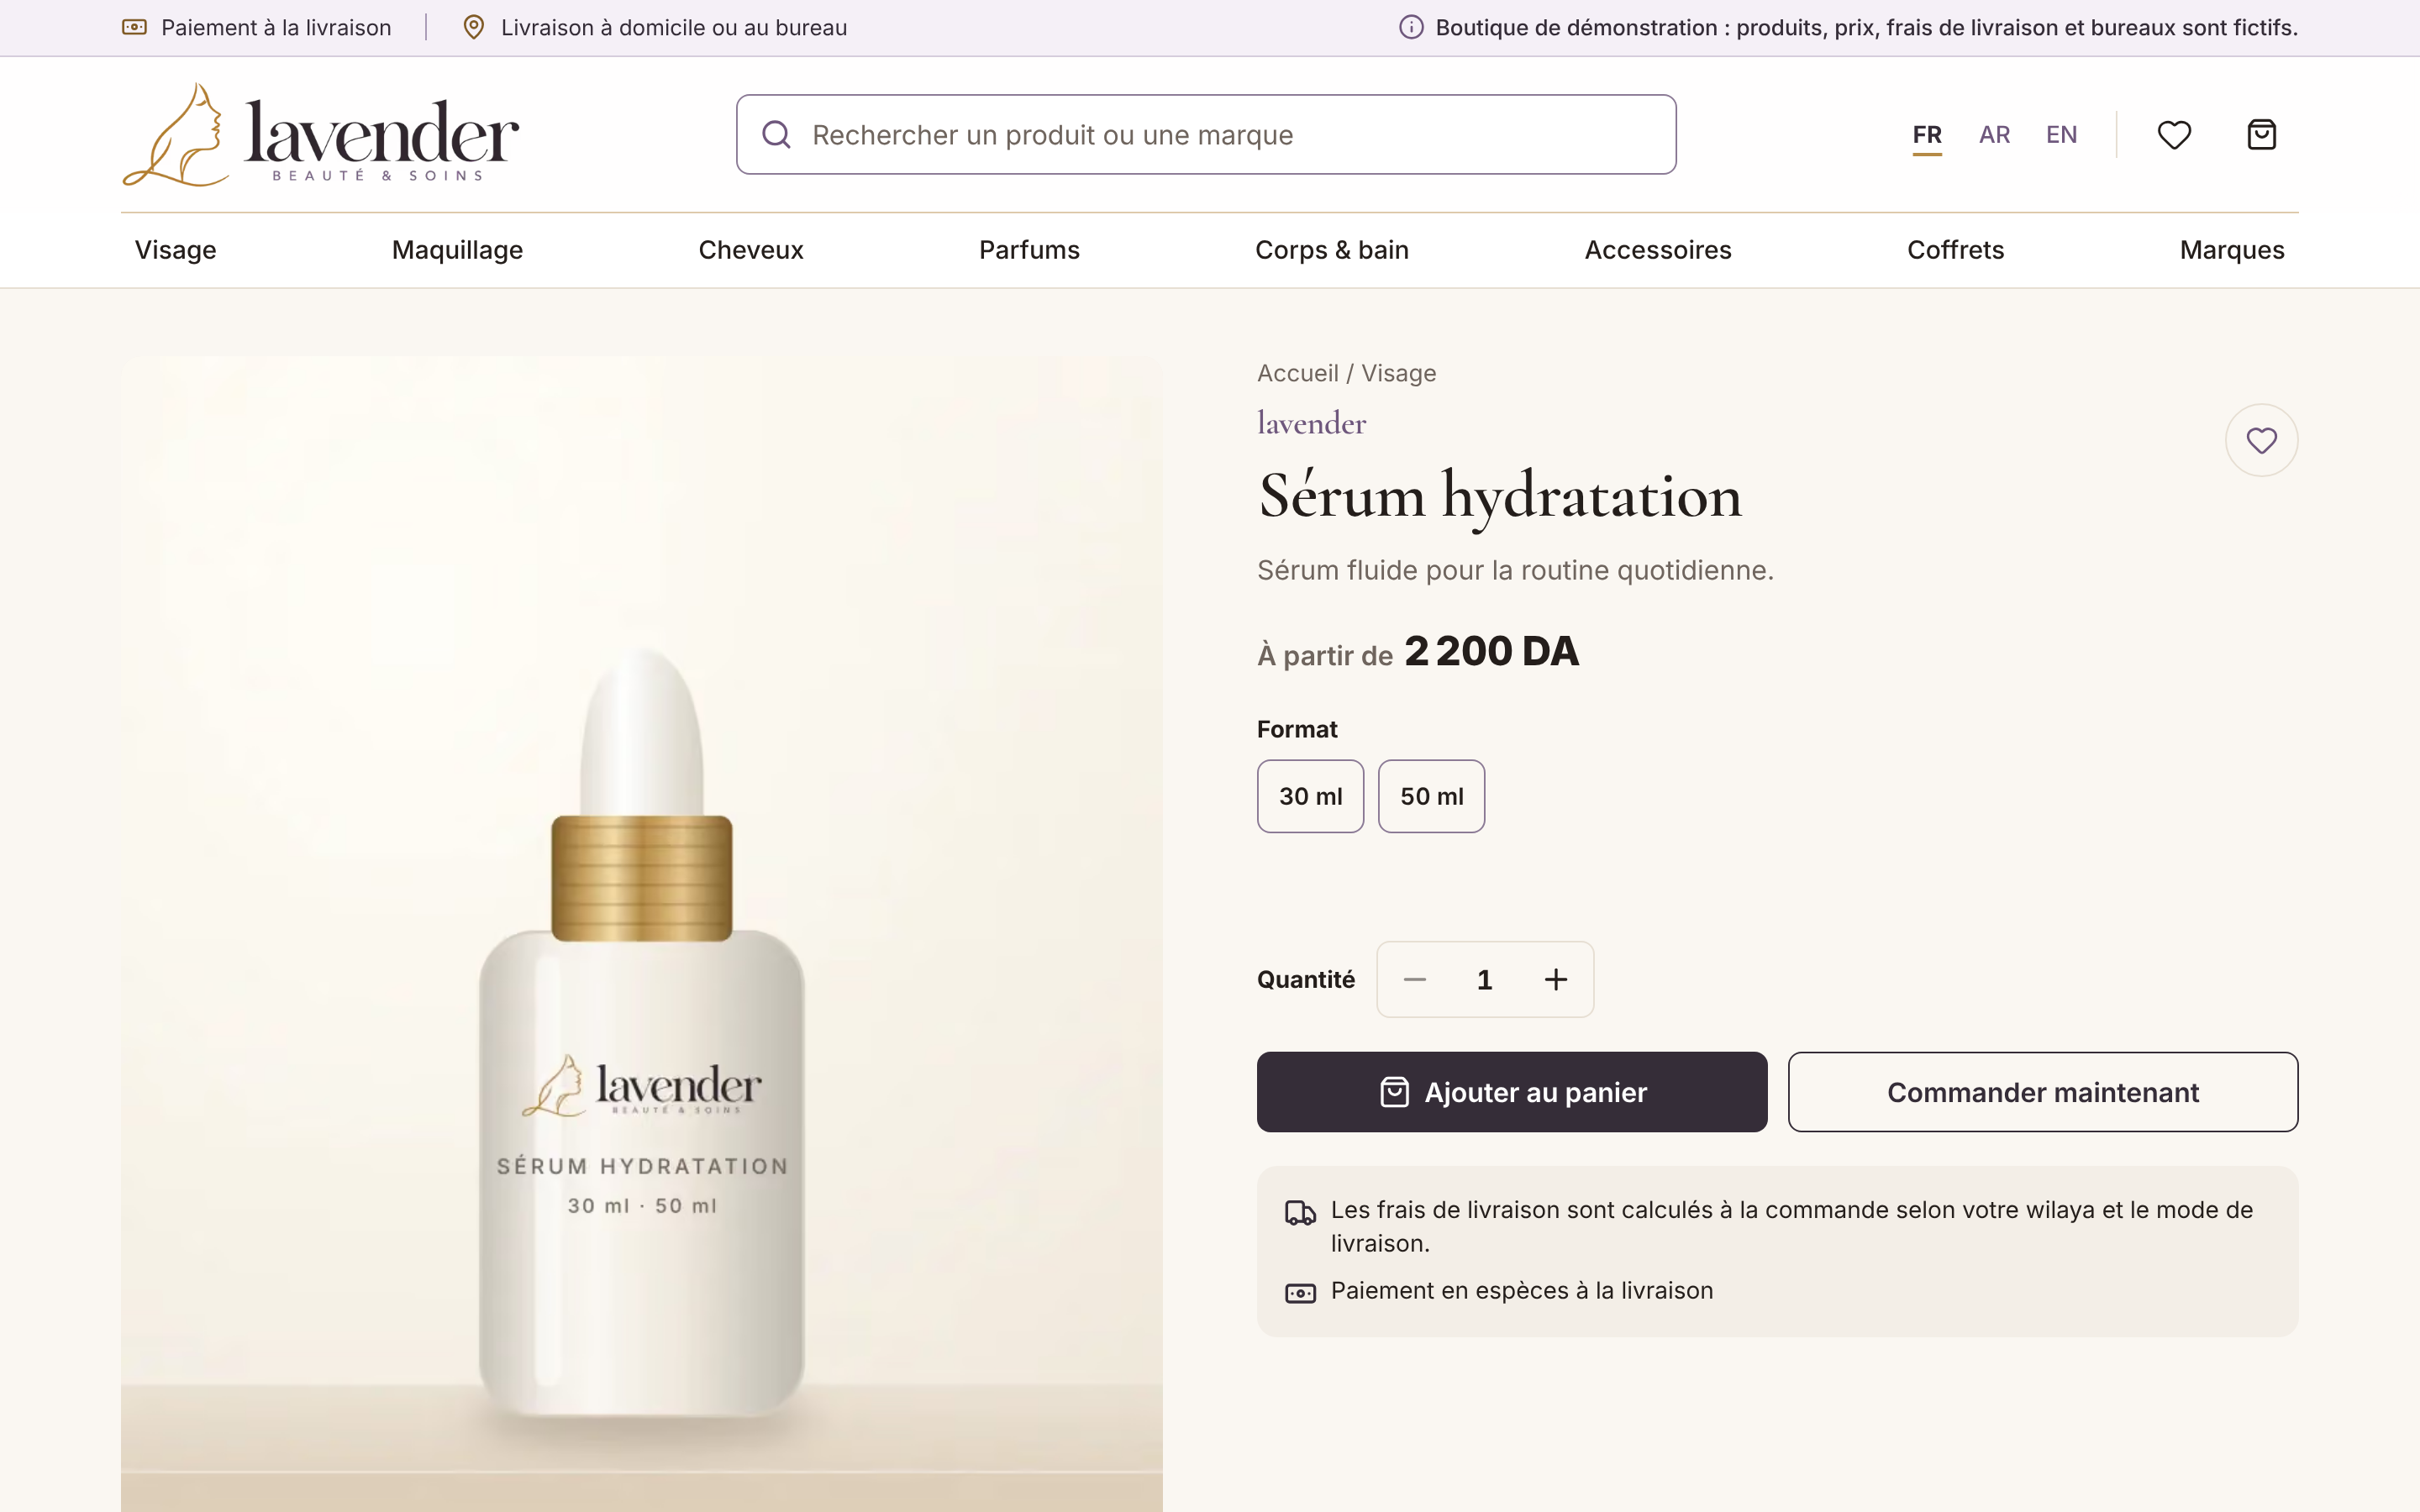 Paiement à la livraison
Livraison à domicile ou au bureau
Boutique de démonstration : produits, prix, frais de livraison et bureaux sont fictifs.
lavender
BEAUTÉ & SOINS
Rechercher un produit ou une marque
FR
AR
EN
Visage
Maquillage
Cheveux
Parfums
Corps & bain
Accessoires
Coffrets
Marques
lavender
BEAUTÉ & SOINS
SÉRUM HYDRATATION
30 ml · 50 ml
Accueil / Visage
lavender
Sérum hydratation
Sérum fluide pour la routine quotidienne.
À partir de 2 200 DA
Format
30 ml
50 ml
Quantité
1
Ajouter au panier
Commander maintenant
Les frais de livraison sont calculés à la commande selon votre wilaya et le mode de
livraison.
Paiement en espèces à la livraison